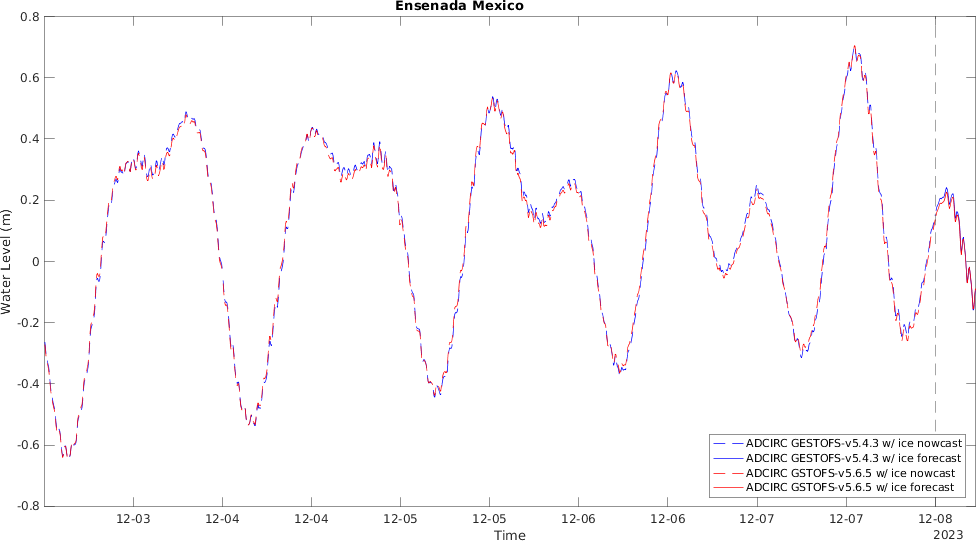 Ensenada Mexico
0.8
0.6
0.4
0.2
0
-0.2
-0.4
-0.6
-0.8
Water Level (m)
ADCIRC GESTOFS-v5.4.3 w/ ice nowcast
ADCIRC GESTOFS-v5.4.3 w/ ice forecast
ADCIRC GSTOFS-v5.6.5 w/ ice nowcast
ADCIRC GSTOFS-v5.6.5 w/ ice forecast
12-03 12-04 12-04 12-05 12-05 12-06 12-06 12-07 12-07 12-08
2023
Time